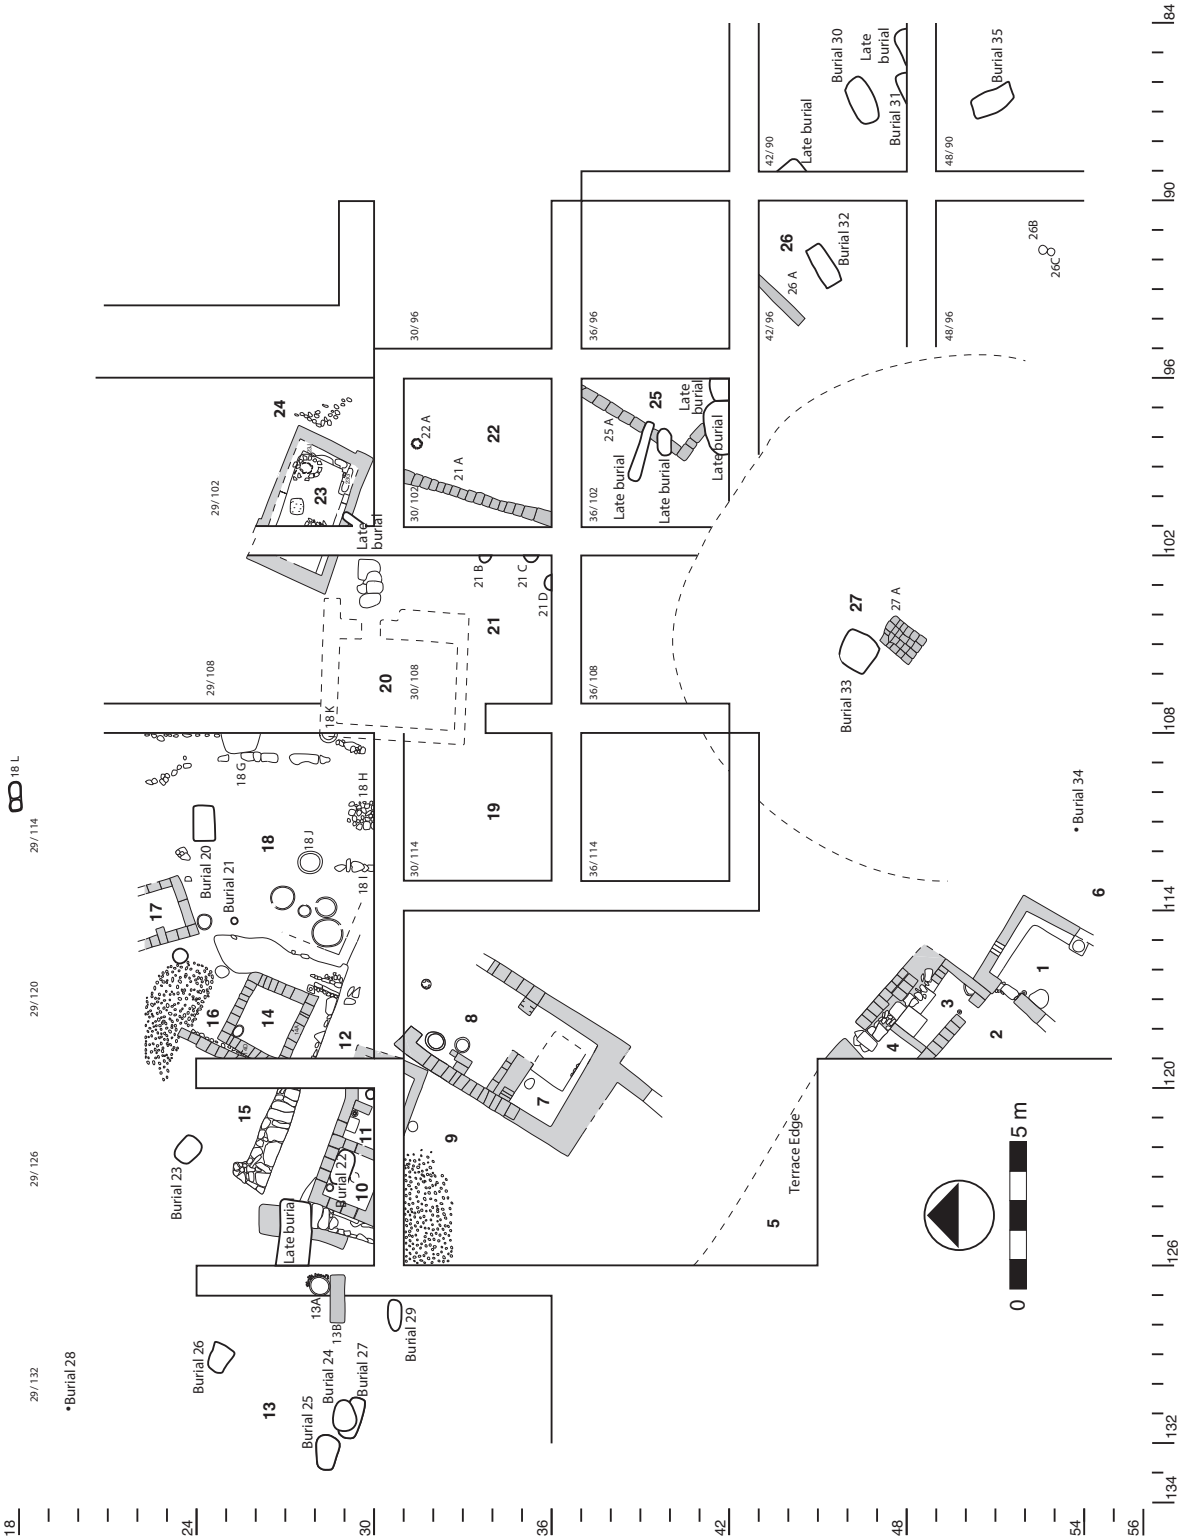 84
90
96
102
108
114
120
126
132
134
18
24
30
36
42
48
54
56
Burial 30
Late
burial
Burial 31
Burial 35
Late burial
42/90
48/90
26
Burial 32
26 A
26B
26C
30/96
36/96
42/96
48/96
24
29/102
23
Late
burial
22 A
22
21 A
30/102
25
25 A
Late
burial
Late burial
Late burial
Late burial
36/102
21 B
21 C
21 D
21
20
29/108
30/108
36/108
27
27 A
Burial 33
18 K
18 G
18 H
18 L
29/114
18
18 J
18 I
Burial 20
Burial 21
17
19
30/114
36/114
Burial 34
6
1
2
3
4
29/120
16
14
12
8
7
9
15
11
Burial 22
10
Burial 23
29/126
Late burial
Terrace Edge
5
0
5 m
13A
13B
Burial 29
Burial 26
Burial 24
Burial 27
Burial 25
13
Burial 28
29/132